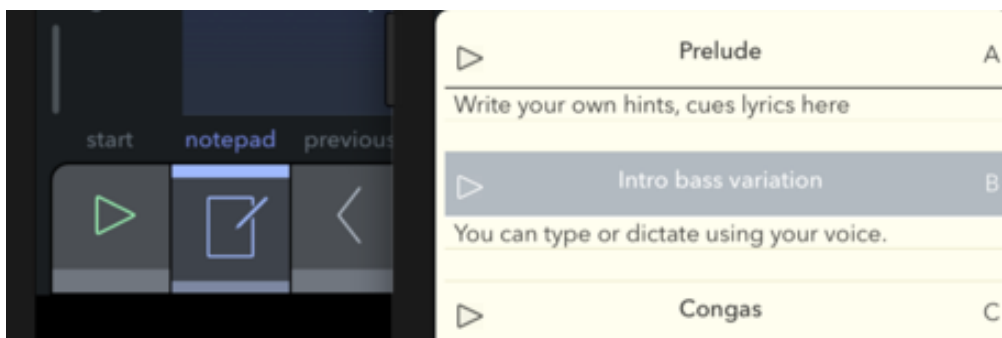 start notepad previous
Prelude A
Write your own hints, cues lyrics here
Intro bass variation B
You can type or dictate using your voice.
Congas C